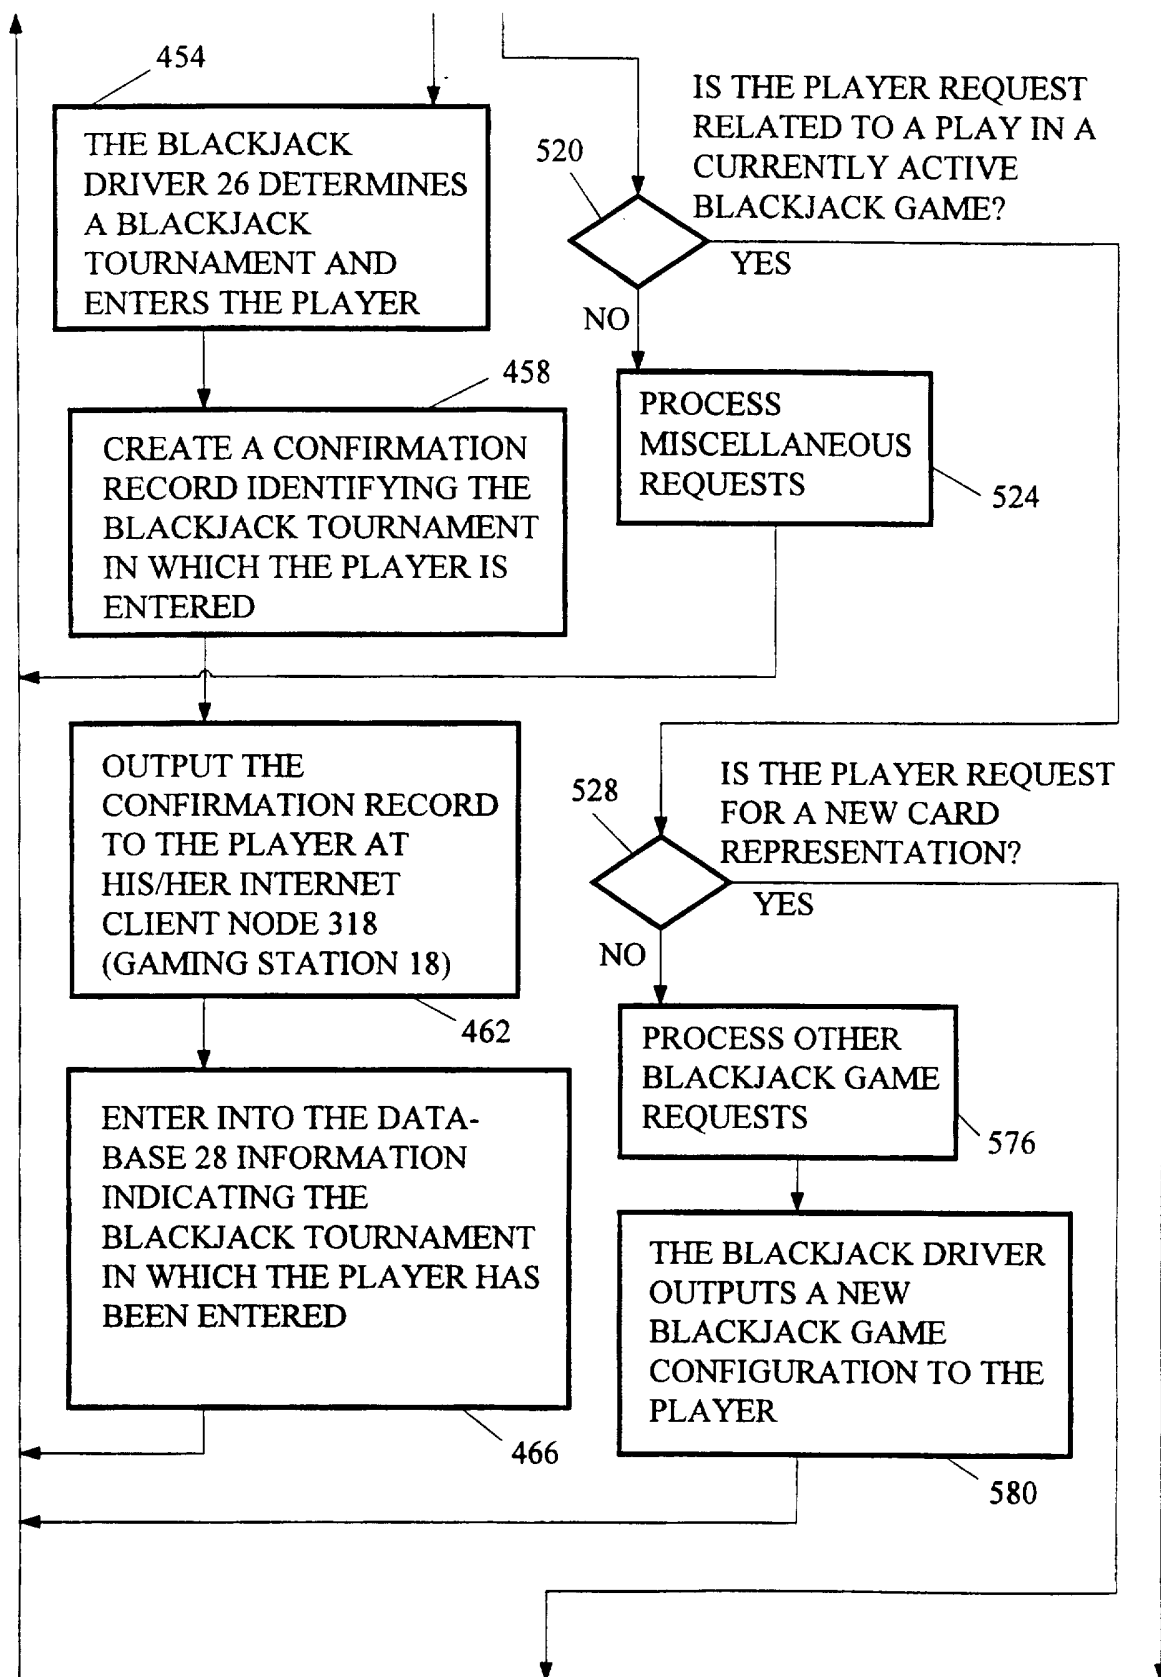 454
THE BLACKJACK
DRIVER 26 DETERMINES
A BLACKJACK
TOURNAMENT AND
ENTERS THE PLAYER
458
CREATE A CONFIRMATION
RECORD IDENTIFYING THE
BLACKJACK TOURNAMENT
IN WHICH THE PLAYER IS
ENTERED
OUTPUT THE
CONFIRMATION RECORD
TO THE PLAYER AT
HIS/HER INTERNET
CLIENT NODE 318
(GAMING STATION 18)
462
ENTER INTO THE DATA-
BASE 28 INFORMATION
INDICATING THE
BLACKJACK TOURNAMENT
IN WHICH THE PLAYER HAS
BEEN ENTERED
466
IS THE PLAYER REQUEST
RELATED TO A PLAY IN A
CURRENTLY ACTIVE
BLACKJACK GAME?
520
YES
NO
PROCESS
MISCELLANEOUS
REQUESTS
524
IS THE PLAYER REQUEST
FOR A NEW CARD
REPRESENTATION?
528
YES
NO
PROCESS OTHER
BLACKJACK GAME
REQUESTS
576
THE BLACKJACK DRIVER
OUTPUTS A NEW
BLACKJACK GAME
CONFIGURATION TO THE
PLAYER
580